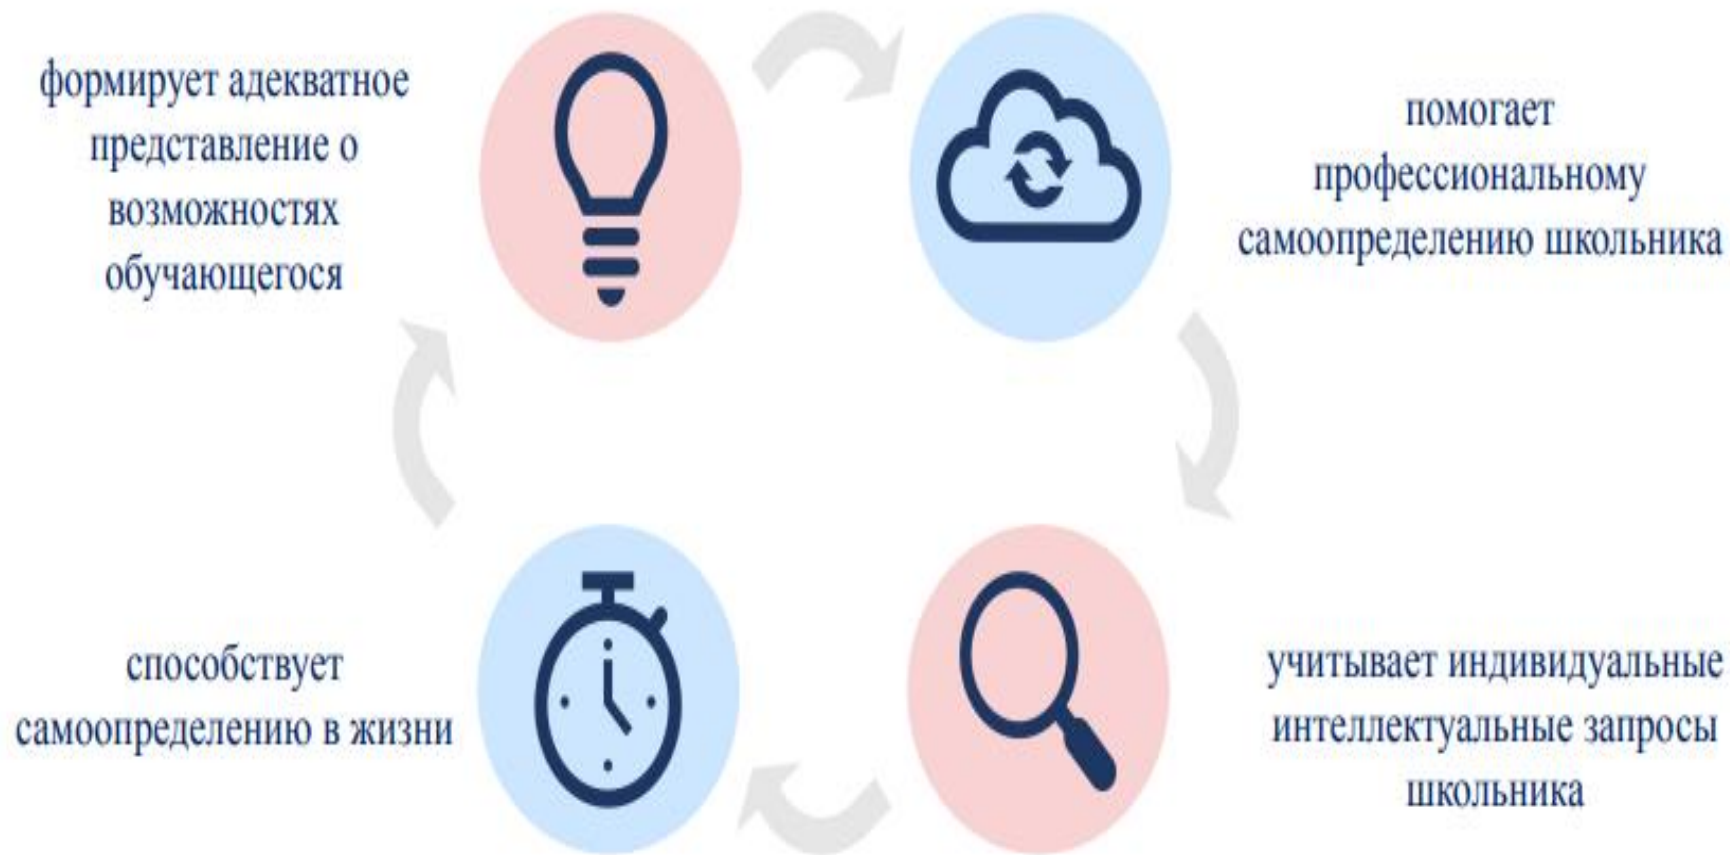 формирует адекватное
представление о
возможностях
обучающегося
помогает
профессиональному
самоопределению школьника
способствует
самоопределению в жизни
учитывает индивидуальные
интеллектуальные запросы
школьника